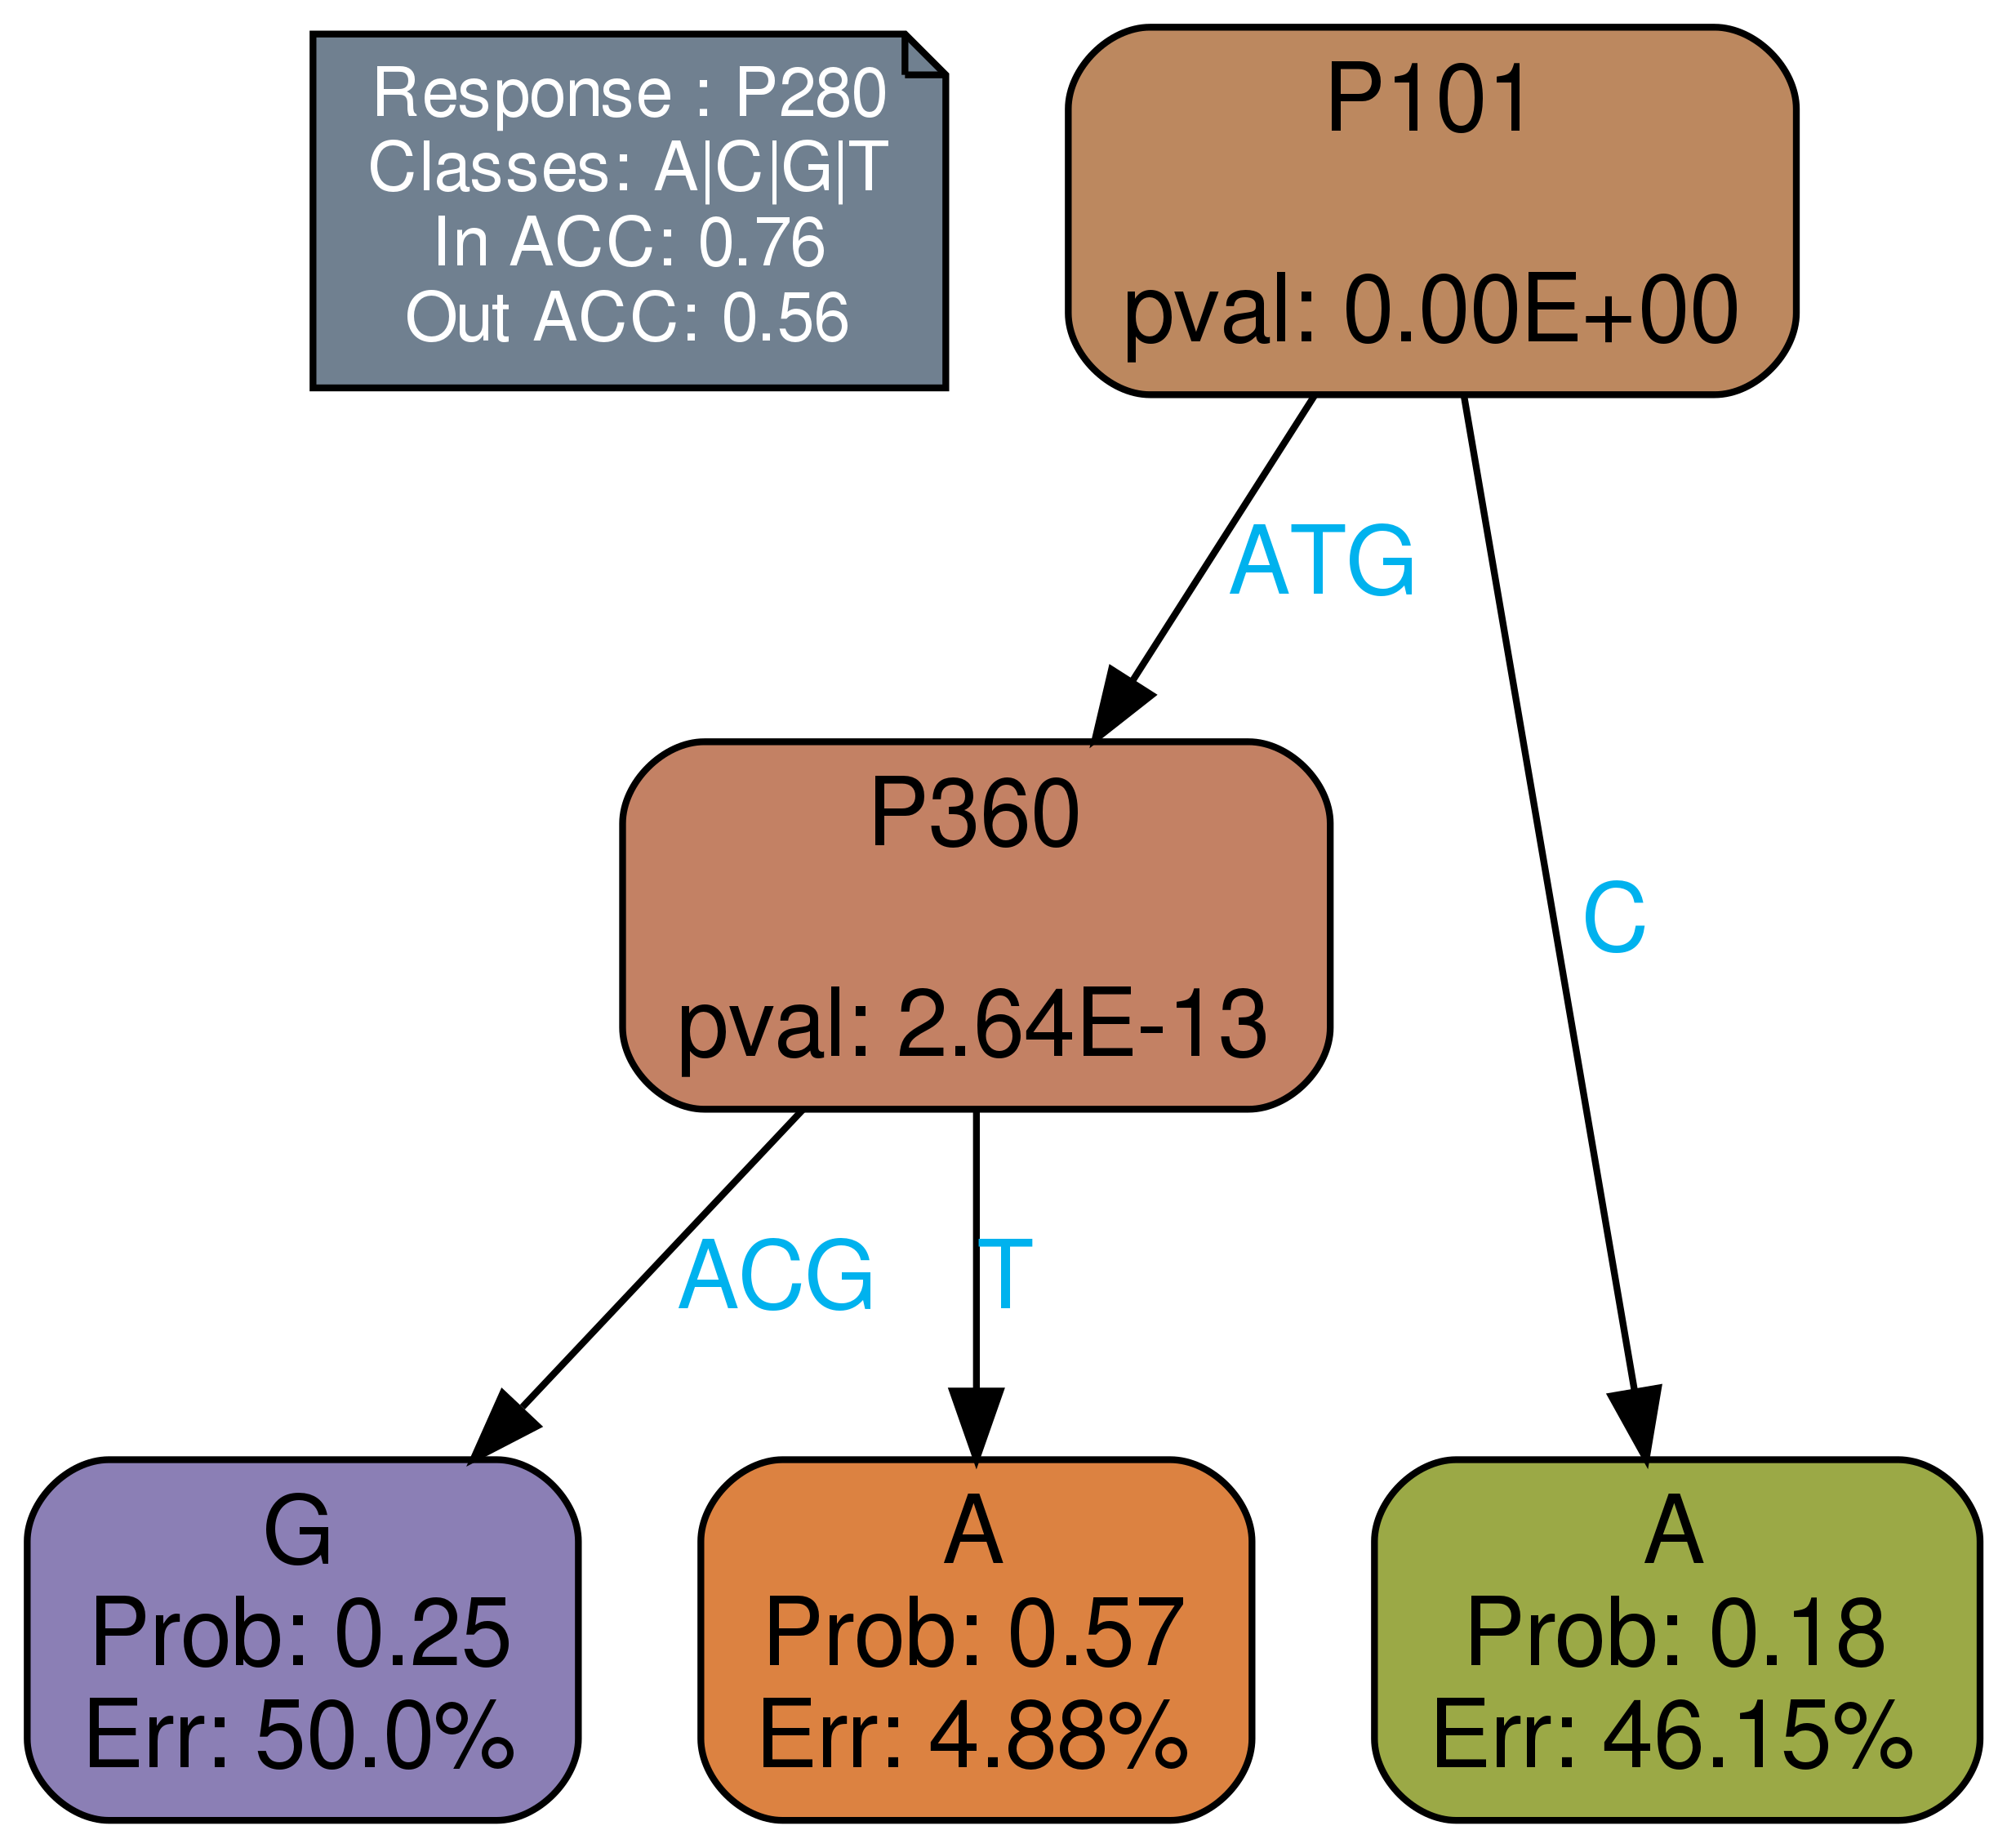 Response : P280
Classes: A|C|G|T
In ACC: 0.76
Out ACC: 0.56
P101
pval: 0.00E+00
ATG
C
P360
pval: 2.64E-13
ACG
T
G
Prob: 0.25
Err: 50.0%
A
Prob: 0.57
Err: 4.88%
A
Prob: 0.18
Err: 46.15%